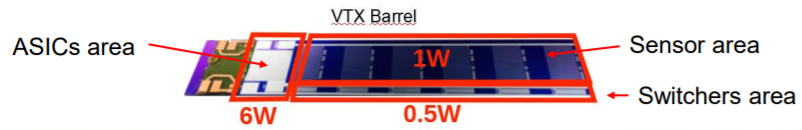 VTX Barrel
ASICs area
1W
Sensor area
Switchers area
6W
0.5W